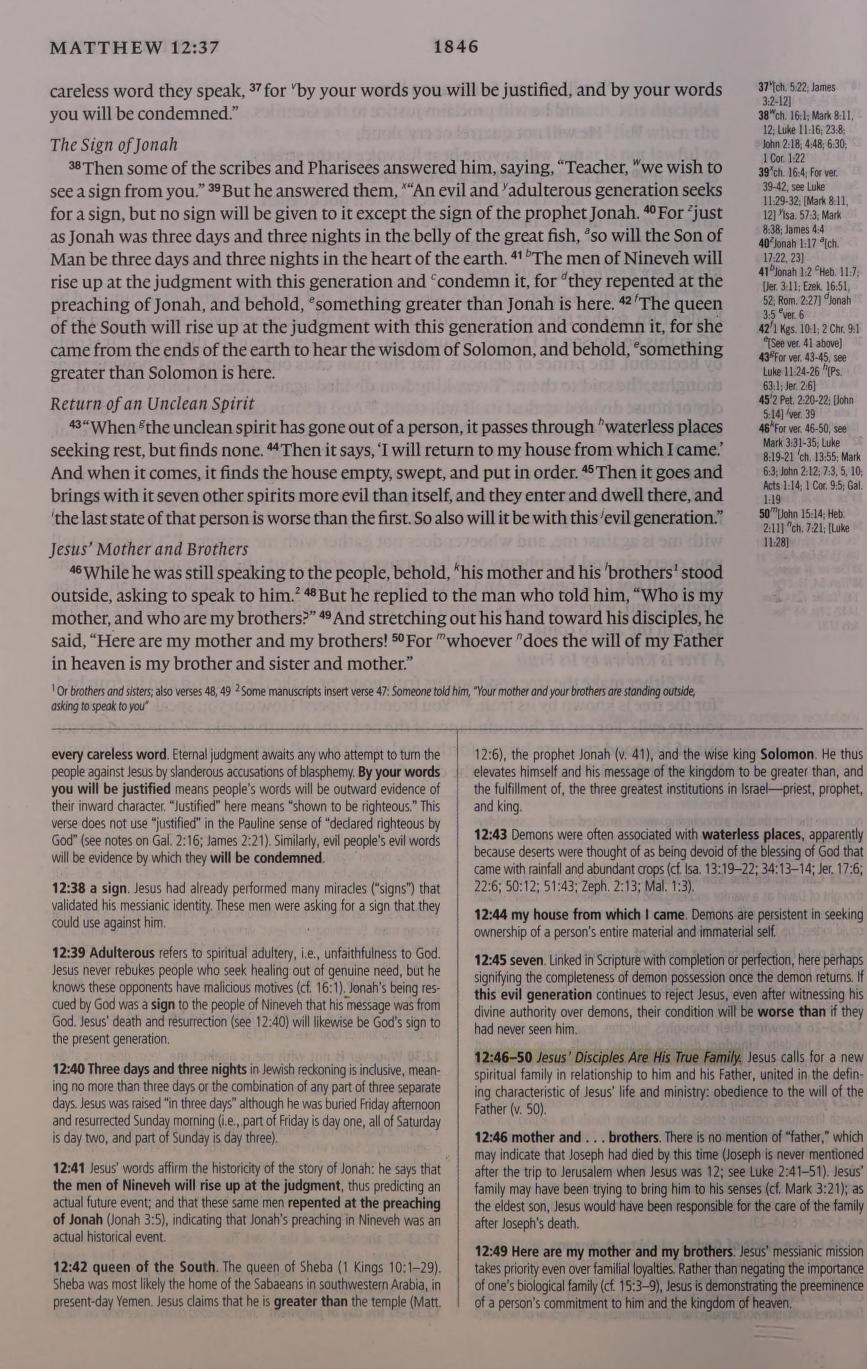 MATTHEW 12:37 1846
careless word they speak, ³⁷for ᵛ“by your words you will be justified, and by your words
you will be condemned.”
The Sign of Jonah
³⁸Then some of the scribes and Pharisees answered him, saying, “Teacher, ʷwe wish to
see a sign from you.” ³⁹But he answered them, ˣ“An evil and ʸadulterous generation seeks
for a sign, but no sign will be given to it except the sign of the prophet Jonah. ⁴⁰For ᶻjust
as Jonah was three days and three nights in the belly of the great fish, ᵃso will the Son of
Man be three days and three nights in the heart of the earth. ⁴¹ᵇThe men of Nineveh will
rise up at the judgment with this generation and ᶜcondemn it, for ᵈthey repented at the
preaching of Jonah, and behold, ᵉsomething greater than Jonah is here. ⁴²ᶠThe queen
of the South will rise up at the judgment with this generation and condemn it, for she
came from the ends of the earth to hear the wisdom of Solomon, and behold, ᵉsomething
greater than Solomon is here.
Return of an Unclean Spirit
⁴³“When ᵍthe unclean spirit has gone out of a person, it passes through ʰwaterless places
seeking rest, but finds none. ⁴⁴Then it says, ‘I will return to my house from which I came.’
And when it comes, it finds the house empty, swept, and put in order. ⁴⁵Then it goes and
brings with it seven other spirits more evil than itself, and they enter and dwell there, and
ⁱthe last state of that person is worse than the first. So also will it be with this ʲevil generation.”
Jesus’ Mother and Brothers
⁴⁶While he was still speaking to the people, behold, ᵏhis mother and his ˡbrothers¹ stood
outside, asking to speak to him.² ⁴⁸But he replied to the man who told him, “Who is my
mother, and who are my brothers?” ⁴⁹And stretching out his hand toward his disciples, he
said, “Here are my mother and my brothers! ⁵⁰For ᵐwhoever ⁿdoes the will of my Father
in heaven is my brother and sister and mother.”
¹Or brothers and sisters; also verses 48, 49 ²Some manuscripts insert verse 47: Someone told him, “Your mother and your brothers are standing outside,
asking to speak to you”
37ᵛ[ch. 5:22; James
3:2-12]
38ʷch. 16:1; Mark 8:11,
12; Luke 11:16; 23:8;
John 2:18; 4:48; 6:30;
1 Cor. 1:22
39ˣch. 16:4; For ver.
39-42, see Luke
11:29-32; [Mark 8:11,
12] ʸIsa. 57:3; Mark
8:38; James 4:4
40ᶻJonah 1:17 ᵃ[ch.
17:22, 23]
41ᵇJonah 1:2 ᶜHeb. 11:7;
[Jer. 3:11; Ezek. 16:51,
52; Rom. 2:27] ᵈJonah
3:5 ᵉver. 6
42ᶠ1 Kgs. 10:1; 2 Chr. 9:1
ᵉ[See ver. 41 above]
43ᵍFor ver. 43-45, see
Luke 11:24-26 ʰ[Ps.
63:1; Jer. 2:6]
45ⁱ2 Pet. 2:20-22; [John
5:14] ʲver. 39
46ᵏFor ver. 46-50, see
Mark 3:31-35; Luke
8:19-21 ˡch. 13:55; Mark
6:3; John 2:12; 7:3, 5, 10;
Acts 1:14; 1 Cor. 9:5; Gal.
1:19
50ᵐ[John 15:14; Heb.
2:11] ⁿch. 7:21; [Luke
11:28]
every careless word. Eternal judgment awaits any who attempt to turn the
people against Jesus by slanderous accusations of blasphemy. By your words
you will be justified means people’s words will be outward evidence of
their inward character. “Justified” here means “shown to be righteous.” This
verse does not use “justified” in the Pauline sense of “declared righteous by
God” (see notes on Gal. 2:16; James 2:21). Similarly, evil people’s evil words
will be evidence by which they will be condemned.
12:38 a sign. Jesus had already performed many miracles (“signs”) that
validated his messianic identity. These men were asking for a sign that they
could use against him.
12:39 Adulterous refers to spiritual adultery, i.e., unfaithfulness to God.
Jesus never rebukes people who seek healing out of genuine need, but he
knows these opponents have malicious motives (cf. 16:1). Jonah’s being res-
cued by God was a sign to the people of Nineveh that his message was from
God. Jesus’ death and resurrection (see 12:40) will likewise be God’s sign to
the present generation.
12:40 Three days and three nights in Jewish reckoning is inclusive, mean-
ing no more than three days or the combination of any part of three separate
days. Jesus was raised “in three days” although he was buried Friday afternoon
and resurrected Sunday morning (i.e., part of Friday is day one, all of Saturday
is day two, and part of Sunday is day three).
12:41 Jesus’ words affirm the historicity of the story of Jonah: he says that
the men of Nineveh will rise up at the judgment, thus predicting an
actual future event; and that these same men repented at the preaching
of Jonah (Jonah 3:5), indicating that Jonah’s preaching in Nineveh was an
actual historical event.
12:42 queen of the South. The queen of Sheba (1 Kings 10:1–29).
Sheba was most likely the home of the Sabaeans in southwestern Arabia, in
present-day Yemen. Jesus claims that he is greater than the temple (Matt.
12:6), the prophet Jonah (v. 41), and the wise king Solomon. He thus
elevates himself and his message of the kingdom to be greater than, and
the fulfillment of, the three greatest institutions in Israel—priest, prophet,
and king.
12:43 Demons were often associated with waterless places, apparently
because deserts were thought of as being devoid of the blessing of God that
came with rainfall and abundant crops (cf. Isa. 13:19–22; 34:13–14; Jer. 17:6;
22:6; 50:12; 51:43; Zeph. 2:13; Mal. 1:3).
12:44 my house from which I came. Demons are persistent in seeking
ownership of a person’s entire material and immaterial self.
12:45 seven. Linked in Scripture with completion or perfection, here perhaps
signifying the completeness of demon possession once the demon returns. If
this evil generation continues to reject Jesus, even after witnessing his
divine authority over demons, their condition will be worse than if they
had never seen him.
12:46–50 Jesus’ Disciples Are His True Family. Jesus calls for a new
spiritual family in relationship to him and his Father, united in the defin-
ing characteristic of Jesus’ life and ministry: obedience to the will of the
Father (v. 50).
12:46 mother and . . . brothers. There is no mention of “father,” which
may indicate that Joseph had died by this time (Joseph is never mentioned
after the trip to Jerusalem when Jesus was 12; see Luke 2:41–51). Jesus’
family may have been trying to bring him to his senses (cf. Mark 3:21); as
the eldest son, Jesus would have been responsible for the care of the family
after Joseph’s death.
12:49 Here are my mother and my brothers. Jesus’ messianic mission
takes priority even over familial loyalties. Rather than negating the importance
of one’s biological family (cf. 15:3–9), Jesus is demonstrating the preeminence
of a person’s commitment to him and the kingdom of heaven.